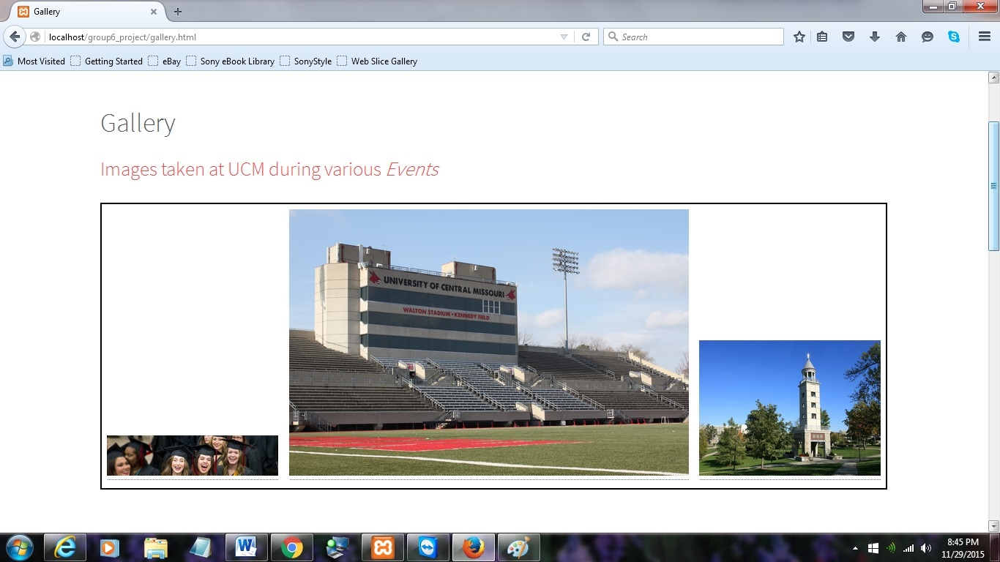 Gallery
localhost/group6_project/gallery.html
Search
Most Visited Getting Started eBay Sony eBook Library SonyStyle Web Slice Gallery
Gallery
Images taken at UCM during various Events
UNIVERSITY OF CENTRAL MISSOURI
WALTON STADIUM • KENNEDY FIELD
8:45 PM
11/29/2015